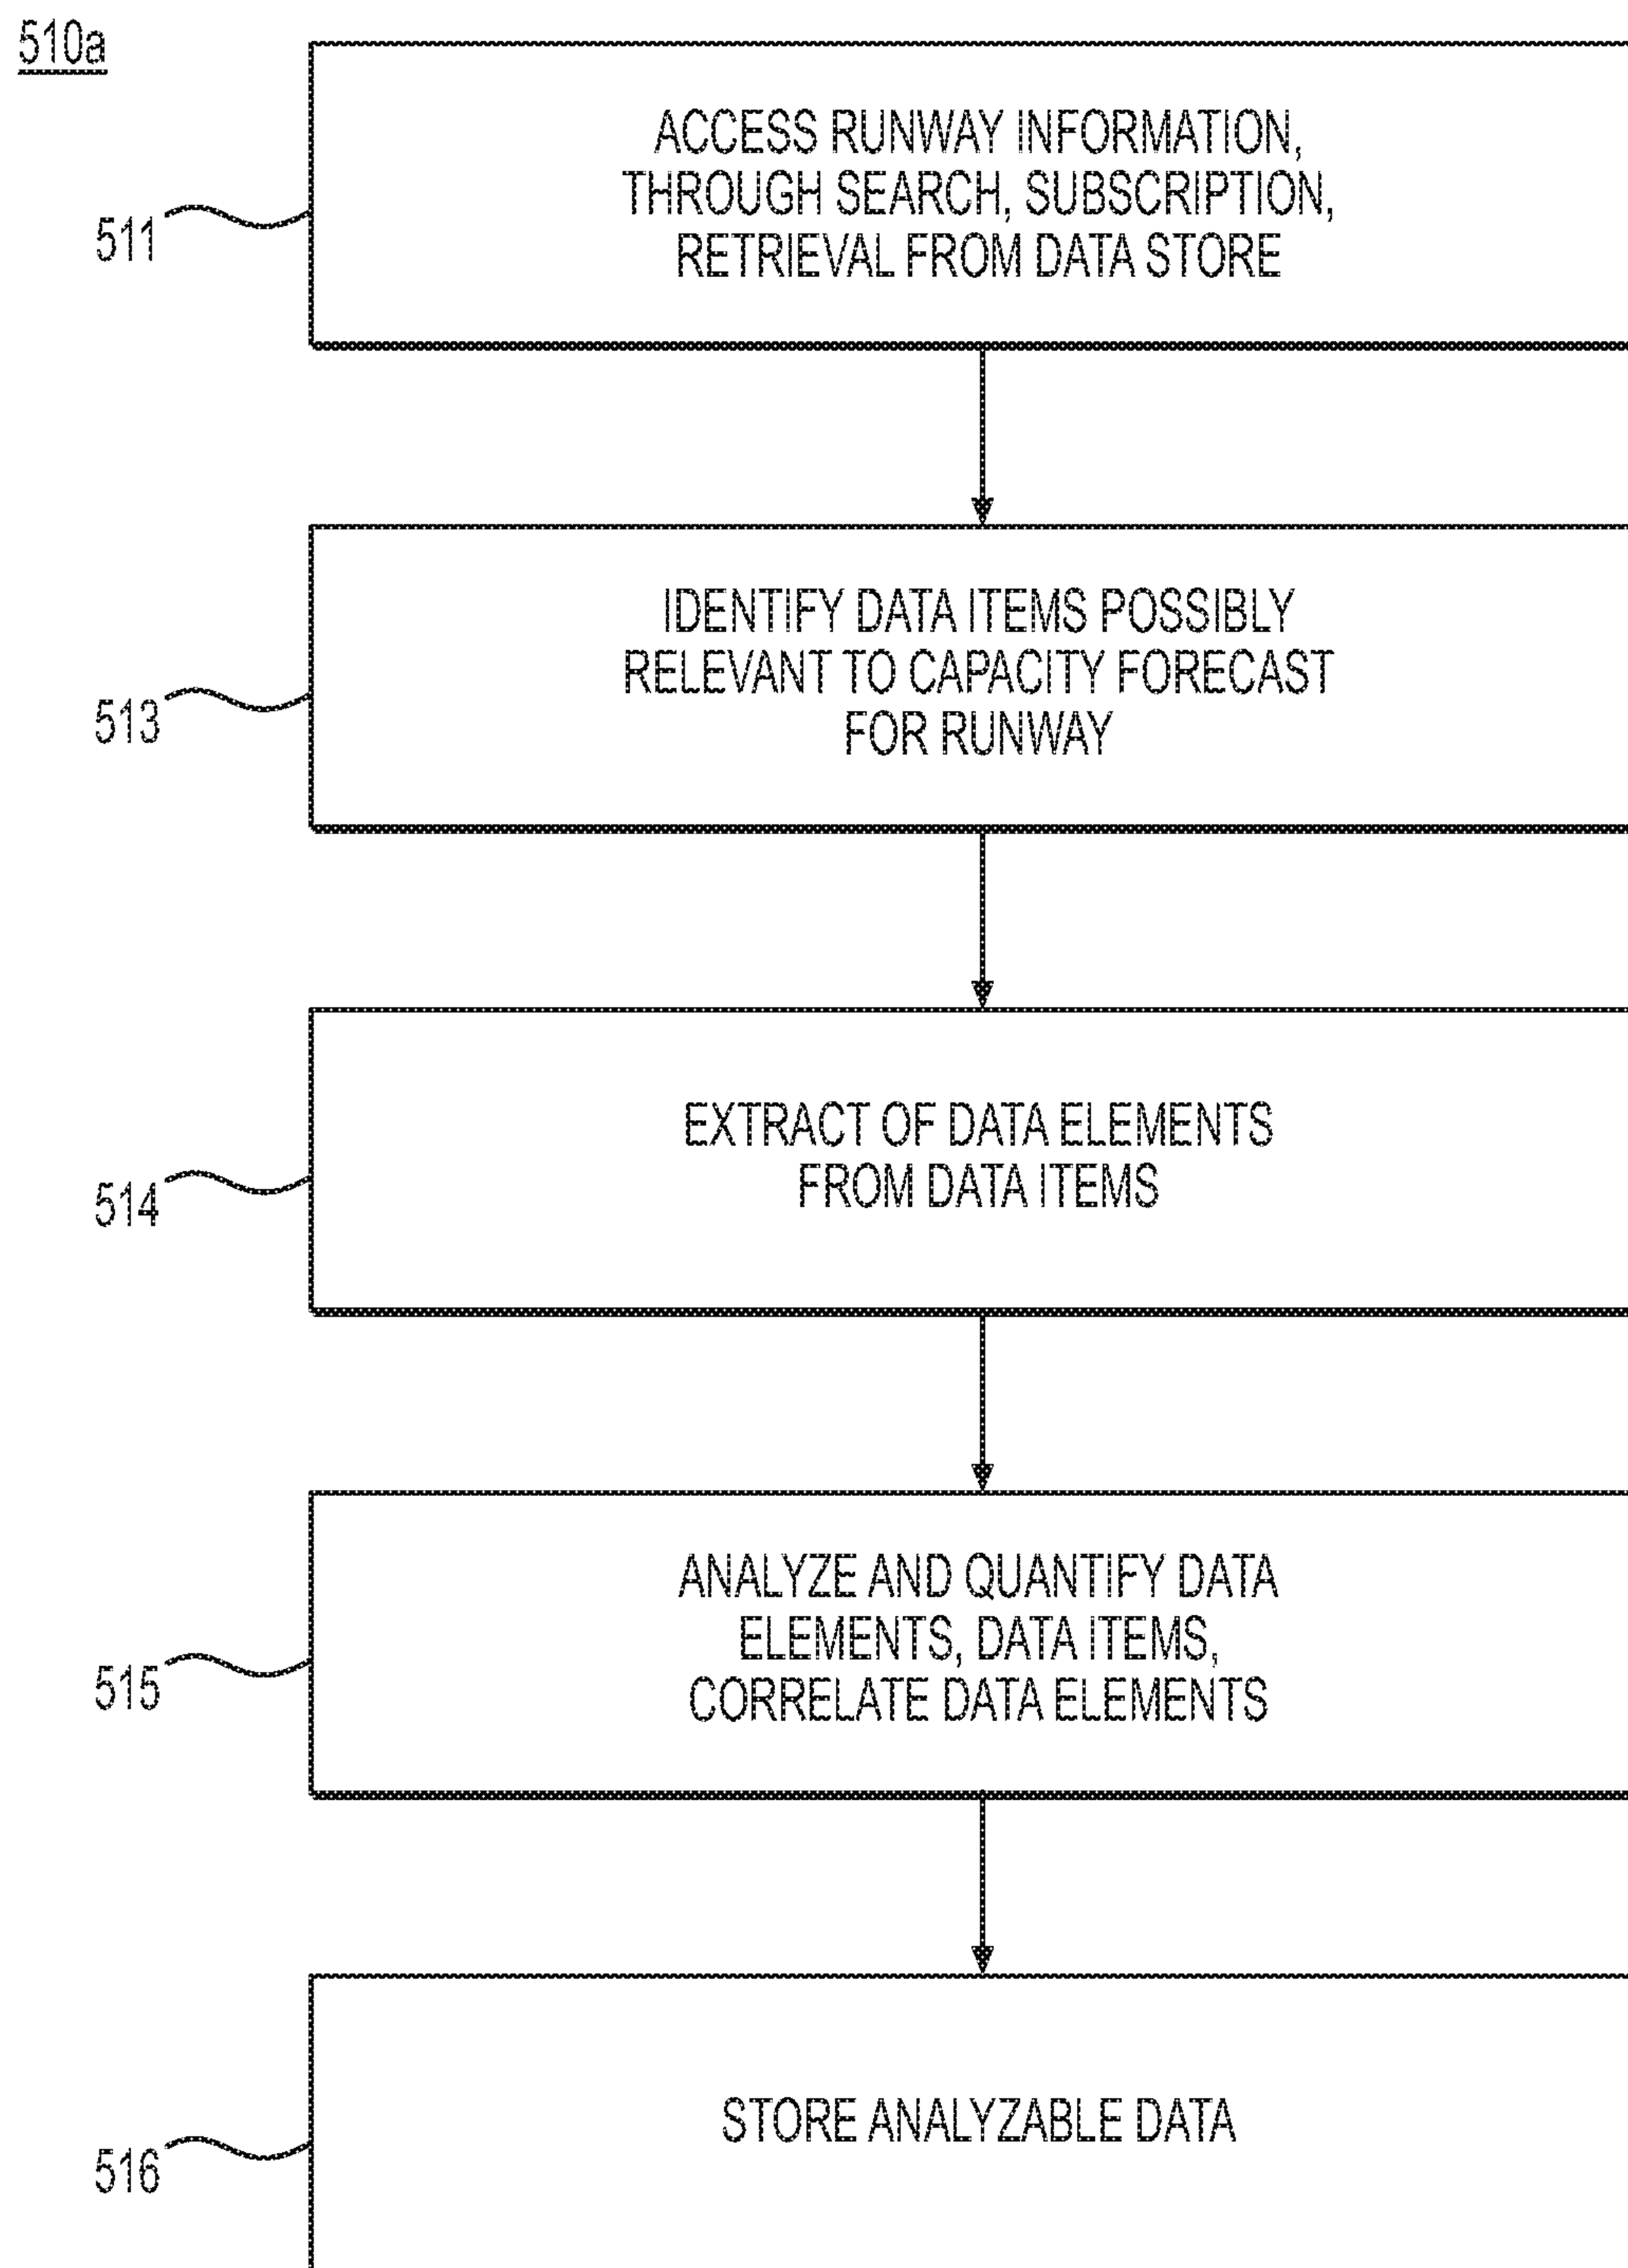 510a
ACCESS RUNWAY INFORMATION,
THROUGH SEARCH, SUBSCRIPTION,
RETRIEVAL FROM DATA STORE
511
IDENTIFY DATA ITEMS POSSIBLY
RELEVANT TO CAPACITY FORECAST
FOR RUNWAY
513
EXTRACT OF DATA ELEMENTS
FROM DATA ITEMS
514
ANALYZE AND QUANTIFY DATA
ELEMENTS, DATA ITEMS,
CORRELATE DATA ELEMENTS
515
STORE ANALYZABLE DATA
516